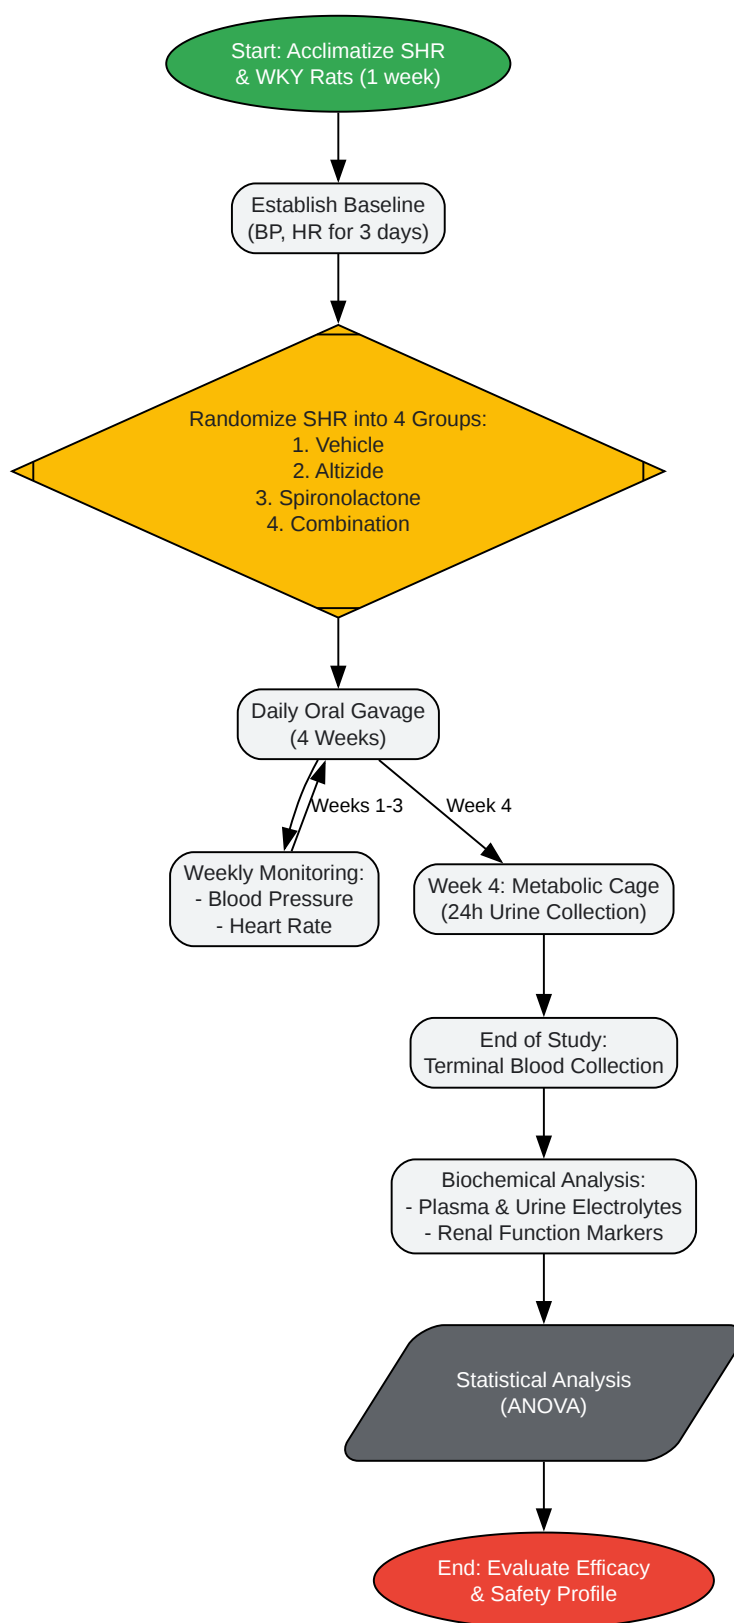 Start: Acclimatize SHR
& WKY Rats (1 week)
Establish Baseline
(BP, HR for 3 days)
Randomize SHR into 4 Groups:
1. Vehicle
2. Altizide
3. Spironolactone
4. Combination
Daily Oral Gavage
(4 Weeks)
Weeks 1-3
Week 4
Weekly Monitoring:
- Blood Pressure
- Heart Rate
Week 4: Metabolic Cage
(24h Urine Collection)
End of Study:
Terminal Blood Collection
Biochemical Analysis:
- Plasma & Urine Electrolytes
- Renal Function Markers
Statistical Analysis
(ANOVA)
End: Evaluate Efficacy
& Safety Profile